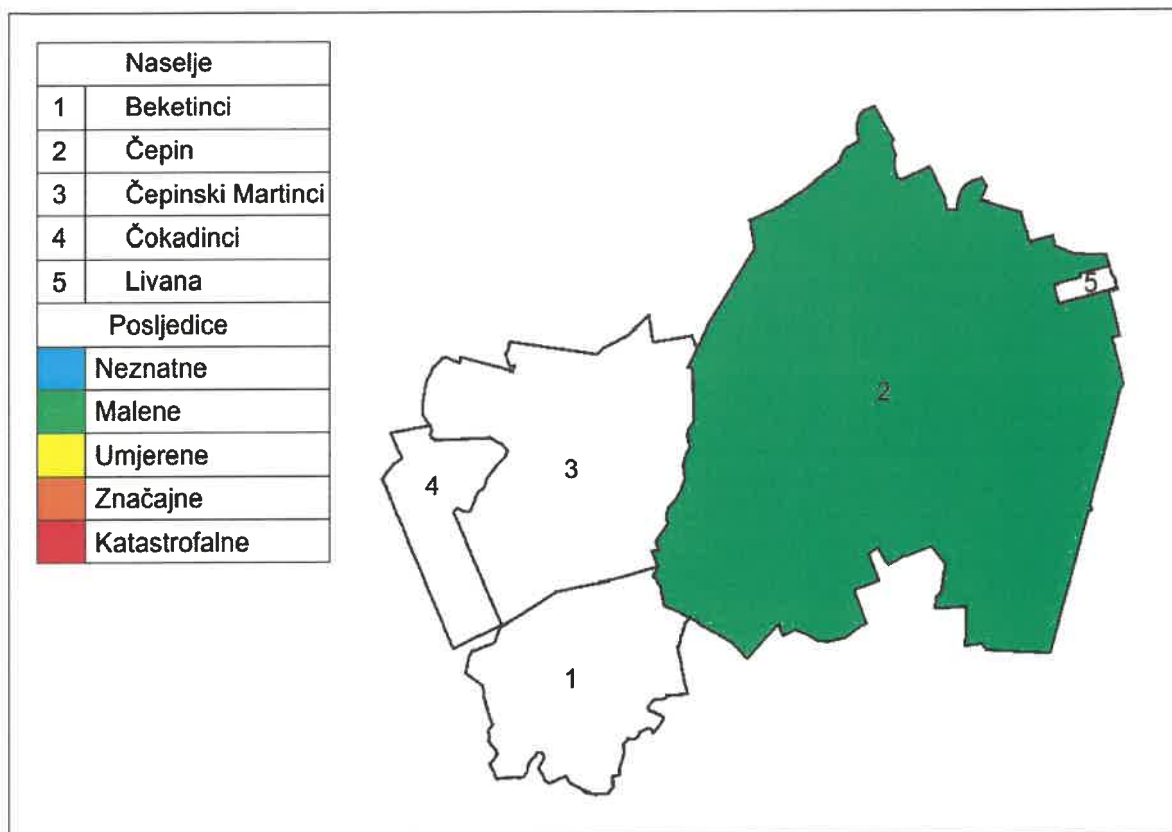 Naselje
1 Beketinci
2 Čepin
3 Čepinski Martinci
4 Čokadinci
5 Livana
Posljedice
Neznatne
Malene
Umjerene
Značajne
Katastrofalne
5
2
3
4
1